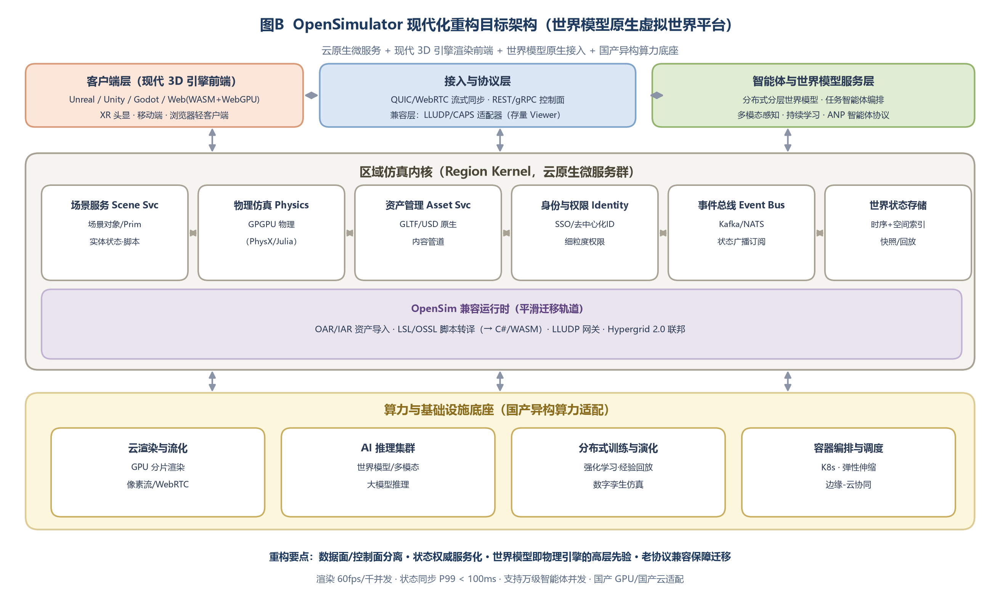 图B  OpenSimulator 现代化重构目标架构（世界模型原生虚拟世界平台）
云原生微服务 + 现代 3D 引擎渲染前端 + 世界模型原生接入 + 国产异构算力底座
客户端层（现代 3D 引擎前端）
Unreal / Unity / Godot / Web(WASM+WebGPU)
XR 头显 · 移动端 · 浏览器轻客户端
接入与协议层
QUIC/WebRTC 流式同步 · REST/gRPC 控制面
兼容层：LLUDP/CAPS 适配器（存量 Viewer）
智能体与世界模型服务层
分布式分层世界模型 · 任务智能体编排
多模态感知 · 持续学习 · ANP 智能体协议
区域仿真内核（Region Kernel，云原生微服务群）
场景服务 Scene Svc
场景对象/Prim
实体状态·脚本
物理仿真 Physics
GPGPU 物理
（PhysX/Julia）
资产管理 Asset Svc
GLTF/USD 原生
内容管道
身份与权限 Identity
SSO/去中心化ID
细粒度权限
事件总线 Event Bus
Kafka/NATS
状态广播订阅
世界状态存储
时序+空间索引
快照/回放
OpenSim 兼容运行时（平滑迁移轨道）
OAR/IAR 资产导入 · LSL/OSSL 脚本转译（→ C#/WASM）· LLUDP 网关 · Hypergrid 2.0 联邦
算力与基础设施底座（国产异构算力适配）
云渲染与流化
GPU 分片渲染
像素流/WebRTC
AI 推理集群
世界模型/多模态
大模型推理
分布式训练与演化
强化学习·经验回放
数字孪生仿真
容器编排与调度
K8s · 弹性伸缩
边缘-云协同
重构要点：数据面/控制面分离 • 状态权威服务化 • 世界模型即物理引擎的高层先验 • 老协议兼容保障迁移
渲染 60fps/千并发 · 状态同步 P99 < 100ms · 支持万级智能体并发 · 国产 GPU/国产云适配